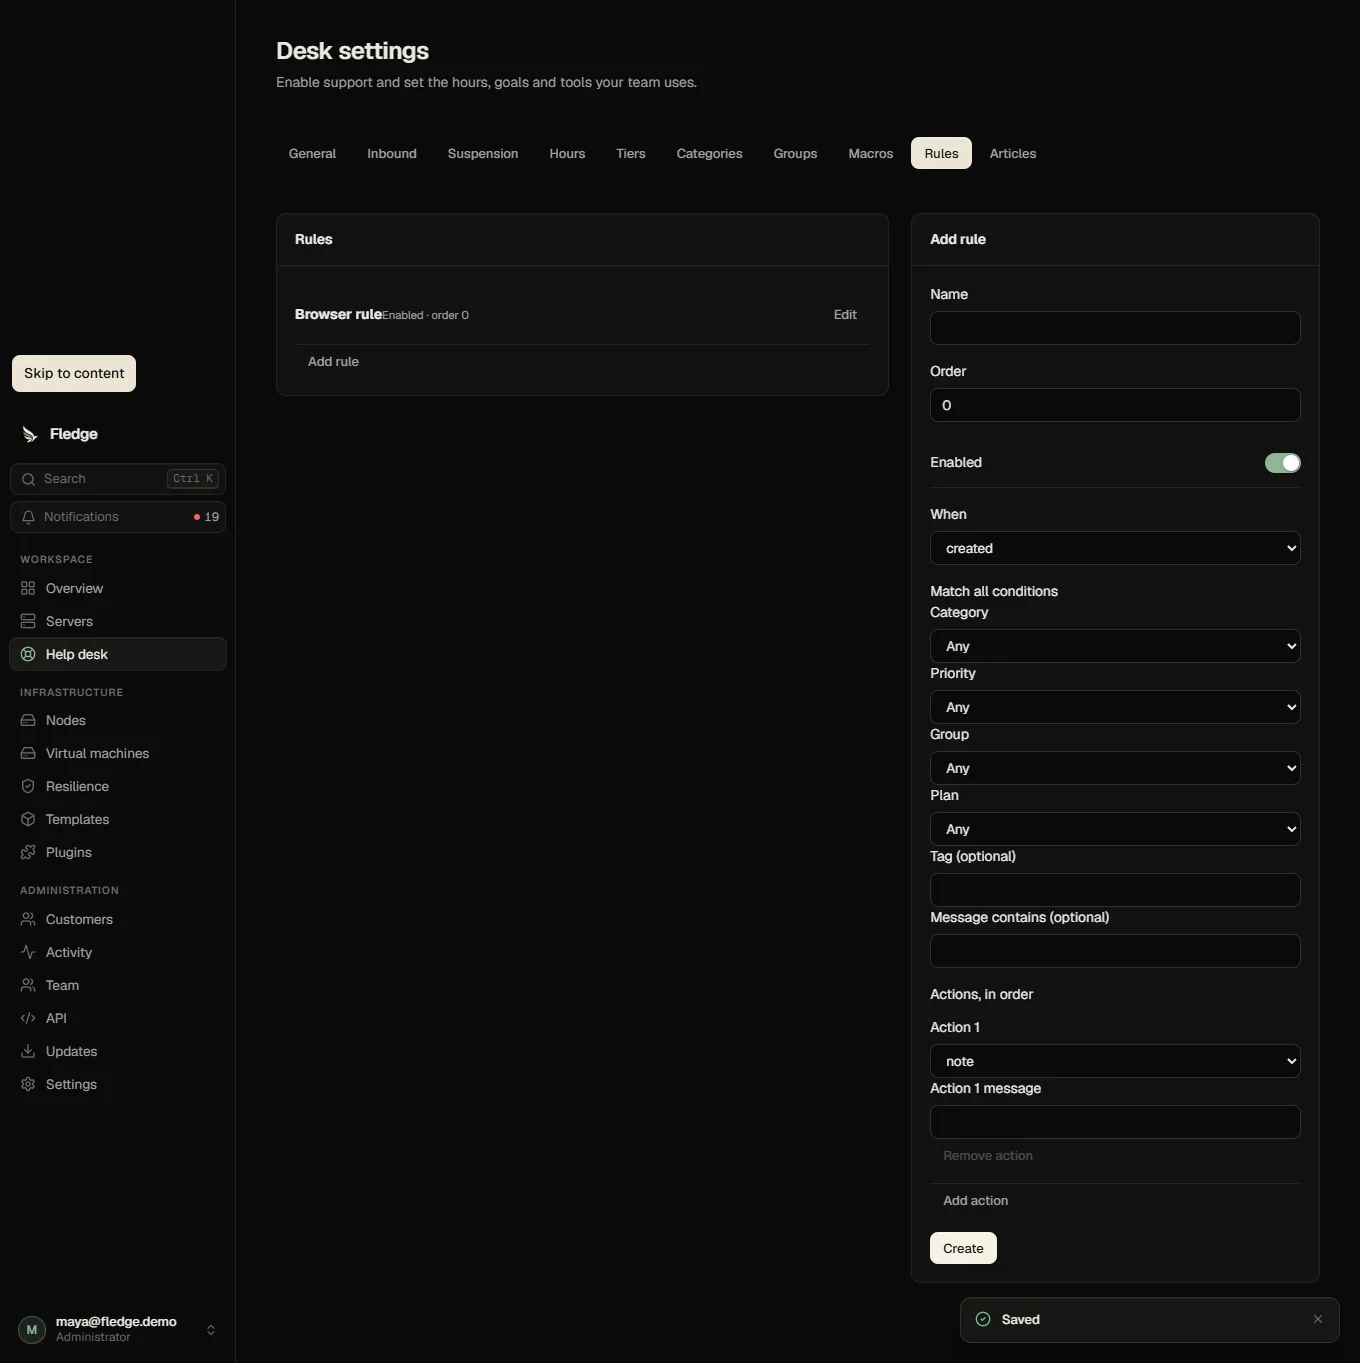 Desk settings
Enable support and set the hours, goals and tools your team uses.
General Inbound Suspension Hours Tiers Categories Groups Macros Rules Articles
Rules
Browser rule Enabled · order 0 Edit
Add rule
Add rule
Name
Order
0
Enabled
When
created
Match all conditions
Category
Any
Priority
Any
Group
Any
Plan
Any
Tag (optional)
Message contains (optional)
Actions, in order
Action 1
note
Action 1 message
Remove action
Add action
Create
Saved
Skip to content
Fledge
Search Ctrl K
Notifications 19
WORKSPACE
Overview
Servers
Help desk
INFRASTRUCTURE
Nodes
Virtual machines
Resilience
Templates
Plugins
ADMINISTRATION
Customers
Activity
Team
API
Updates
Settings
M
maya@fledge.demo
Administrator